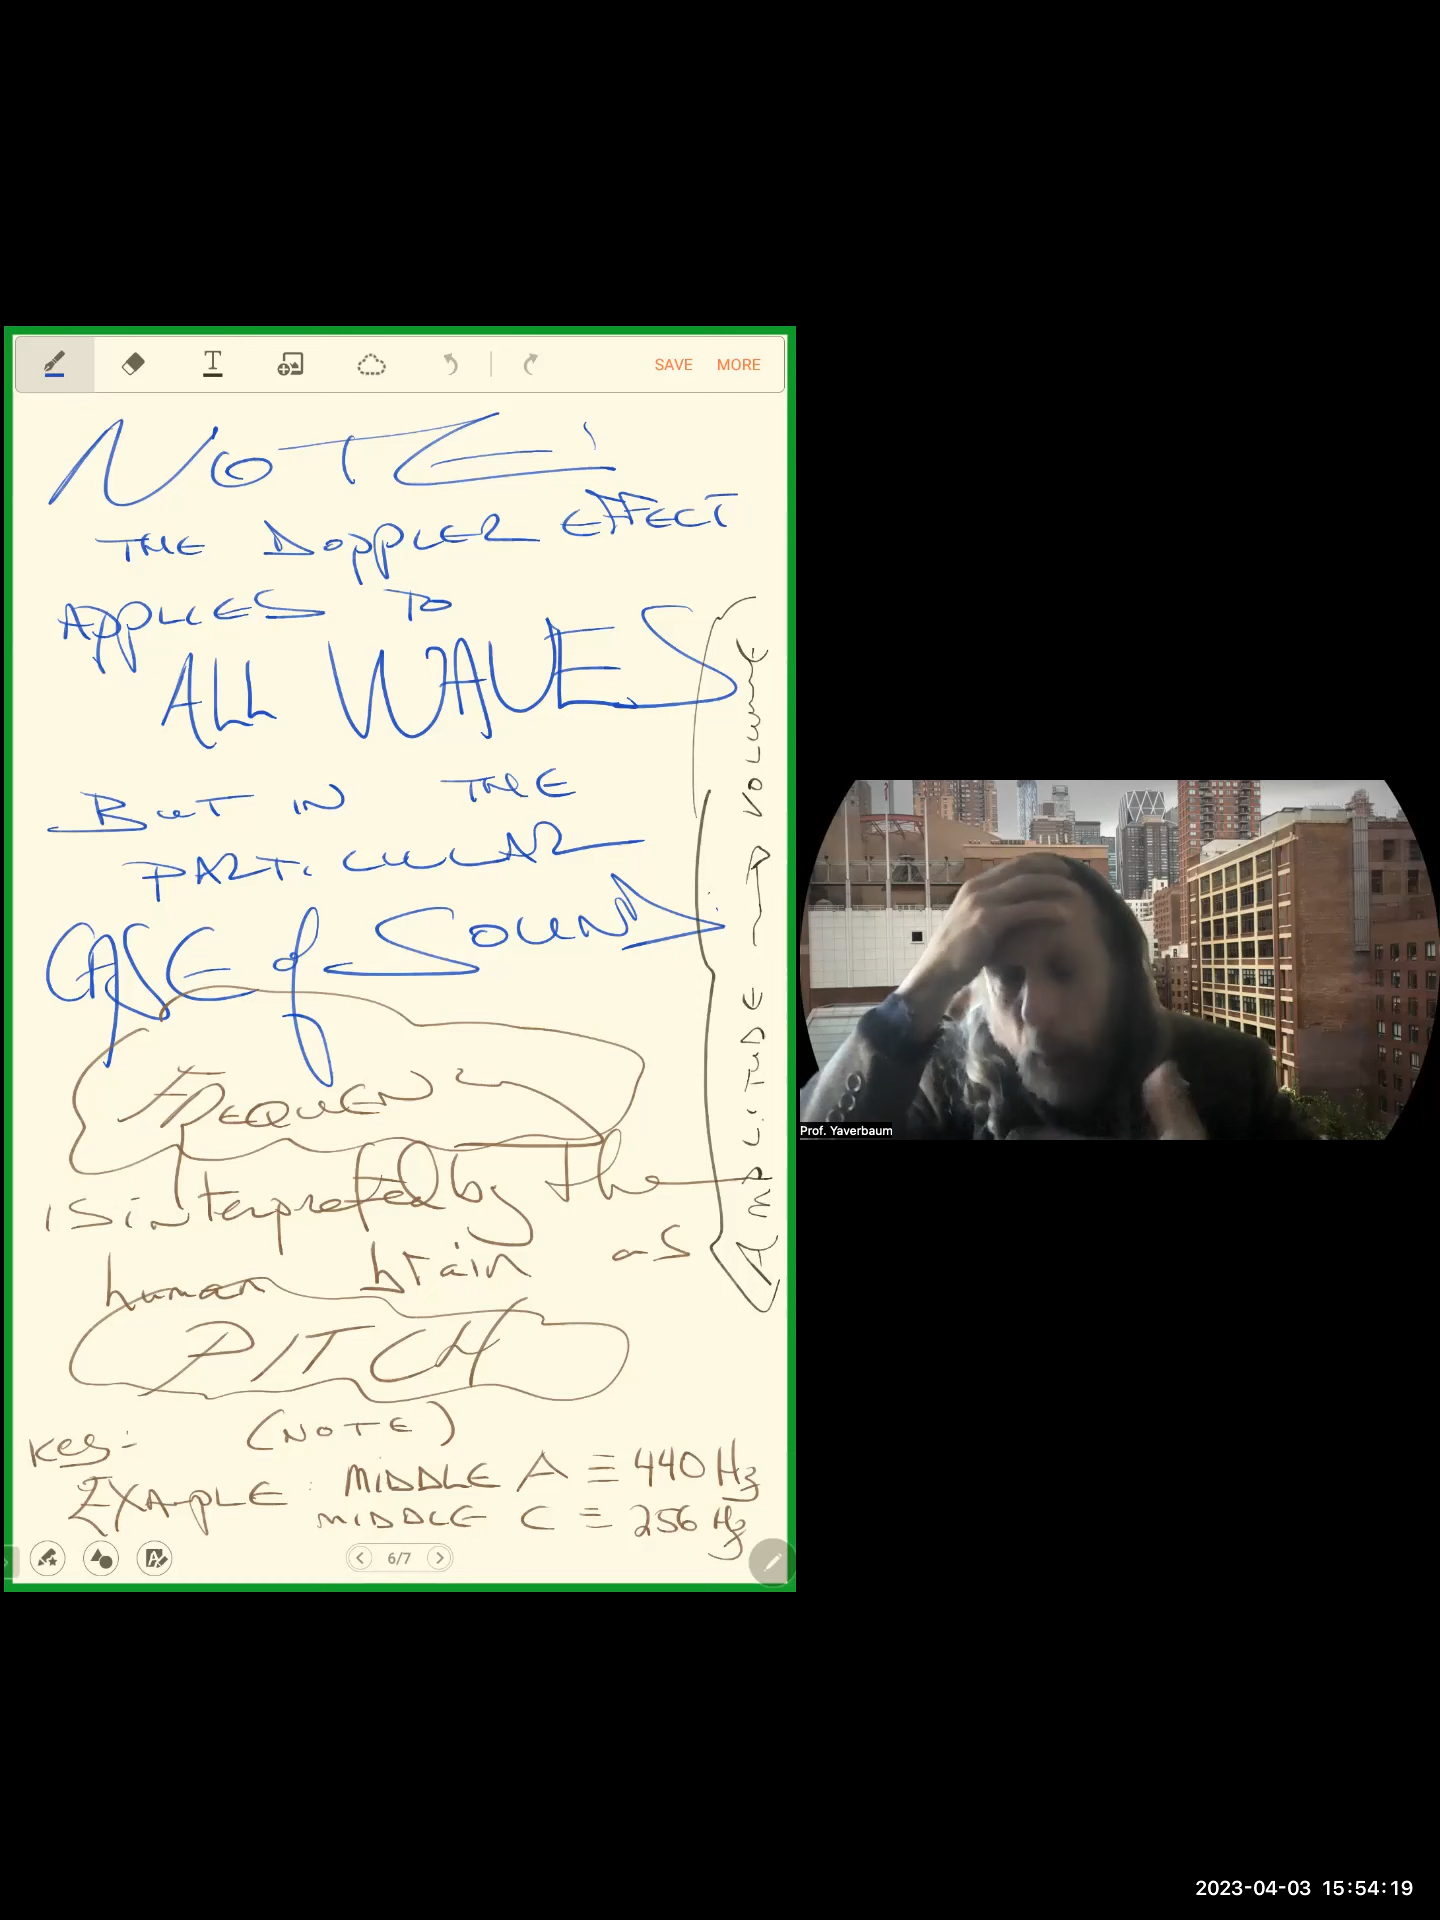 T
SAVE MORE
NOTE:
THE DOPPLER EFFECT
APPLIES TO
ALL WAVES
BUT IN THE
PARTICULAR
CASE of SOUND:
FREQUENCY
is interpreted by the
human brain as
PITCH
(NOTE)
Key:
EXAMPLE: MIDDLE A ≡ 440 Hz
MIDDLE C ≡ 256 Hz
AMPLITUDE → VOLUME
6/7
Prof. Yaverbaum
2023-04-03 15:54:19